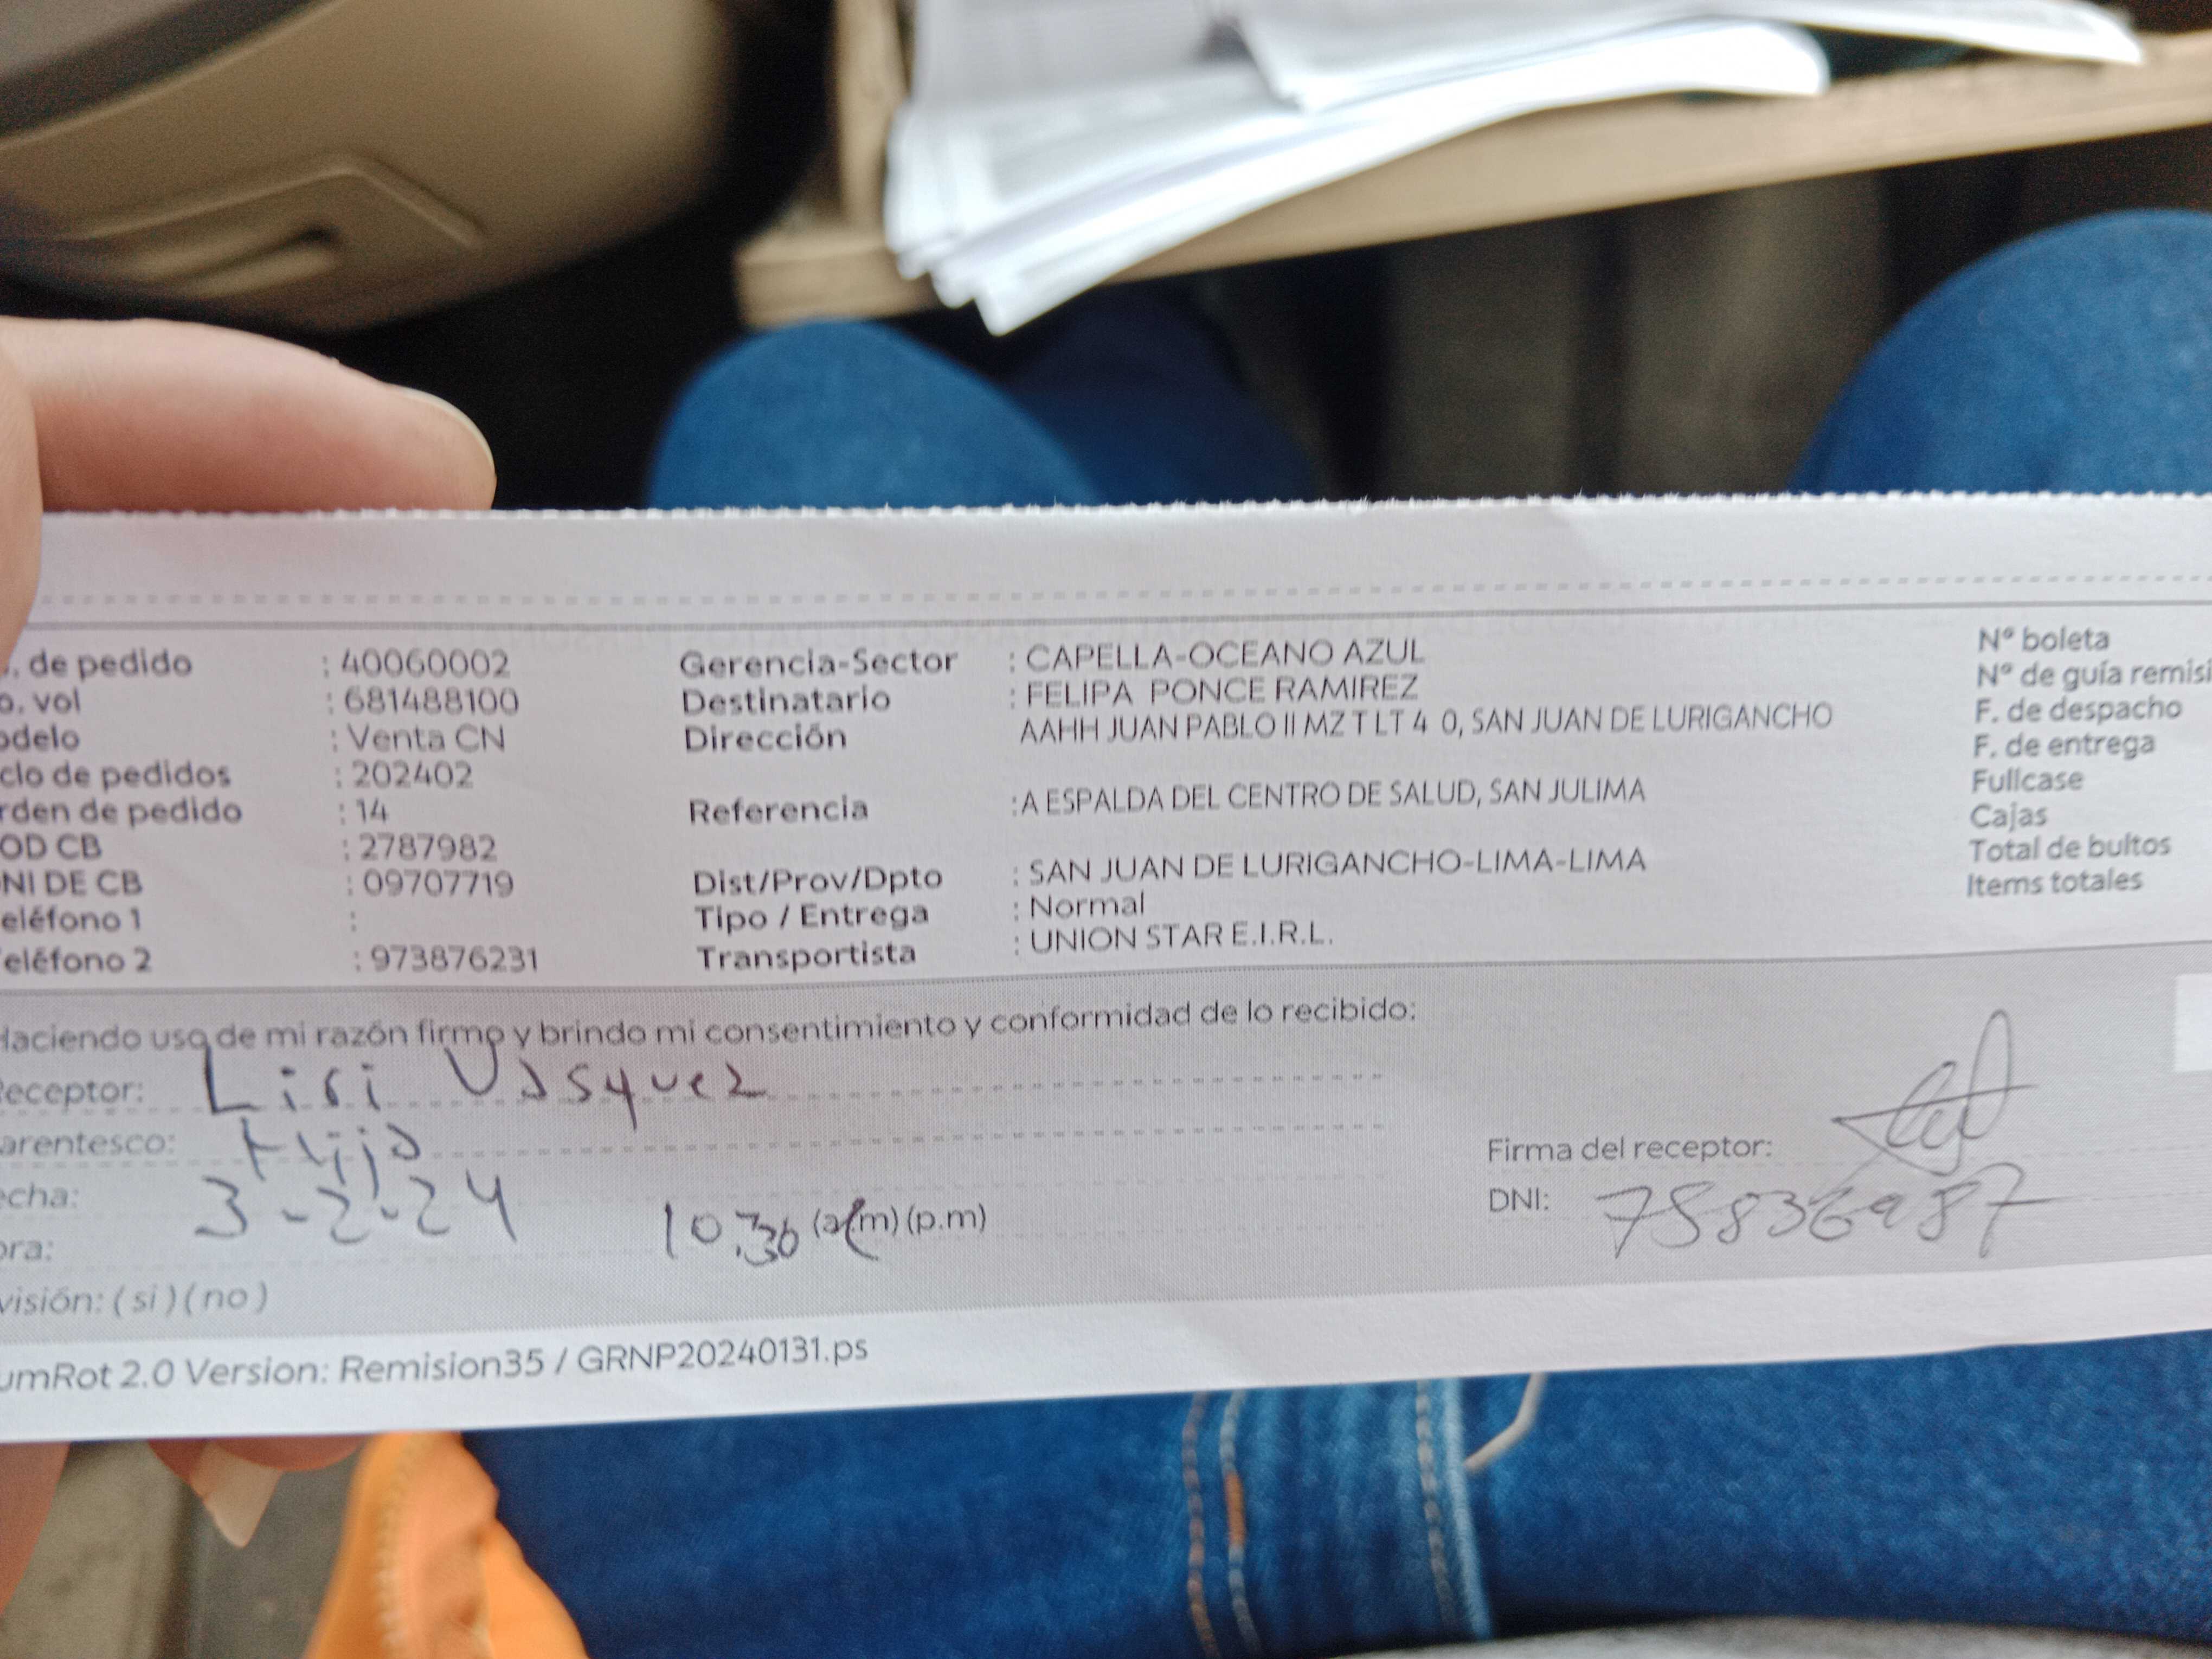 . de pedido : 40060002
o. vol : 681488100
odelo : Venta CN
clo de pedidos : 202402
rden de pedido : 14
OD CB : 2787982
NI DE CB : 09707719
eléfono 1 :
eléfono 2 : 973876231
Gerencia-Sector : CAPELLA-OCEANO AZUL
Destinatario : FELIPA PONCE RAMIREZ
Dirección AAHH JUAN PABLO II MZ T LT 4 0, SAN JUAN DE LURIGANCHO
Referencia : A ESPALDA DEL CENTRO DE SALUD, SAN JULIMA
Dist/Prov/Dpto : SAN JUAN DE LURIGANCHO-LIMA-LIMA
Tipo / Entrega : Normal
Transportista : UNION STAR E.I.R.L.
Nº boleta
Nº de guía remisi
F. de despacho
F. de entrega
Fullcase
Cajas
Total de bultos
Items totales
Haciendo uso de mi razón firmo y brindo mi consentimiento y conformidad de lo recibido:
Receptor: Vasquez
arentesco: Hijo
echa: 3-2-24
ora: 10:30 (a.m) (p.m)
Firma del receptor:
DNI:
visión: ( si ) ( no )
umRot 2.0 Version: Remision35 / GRNP20240131.ps